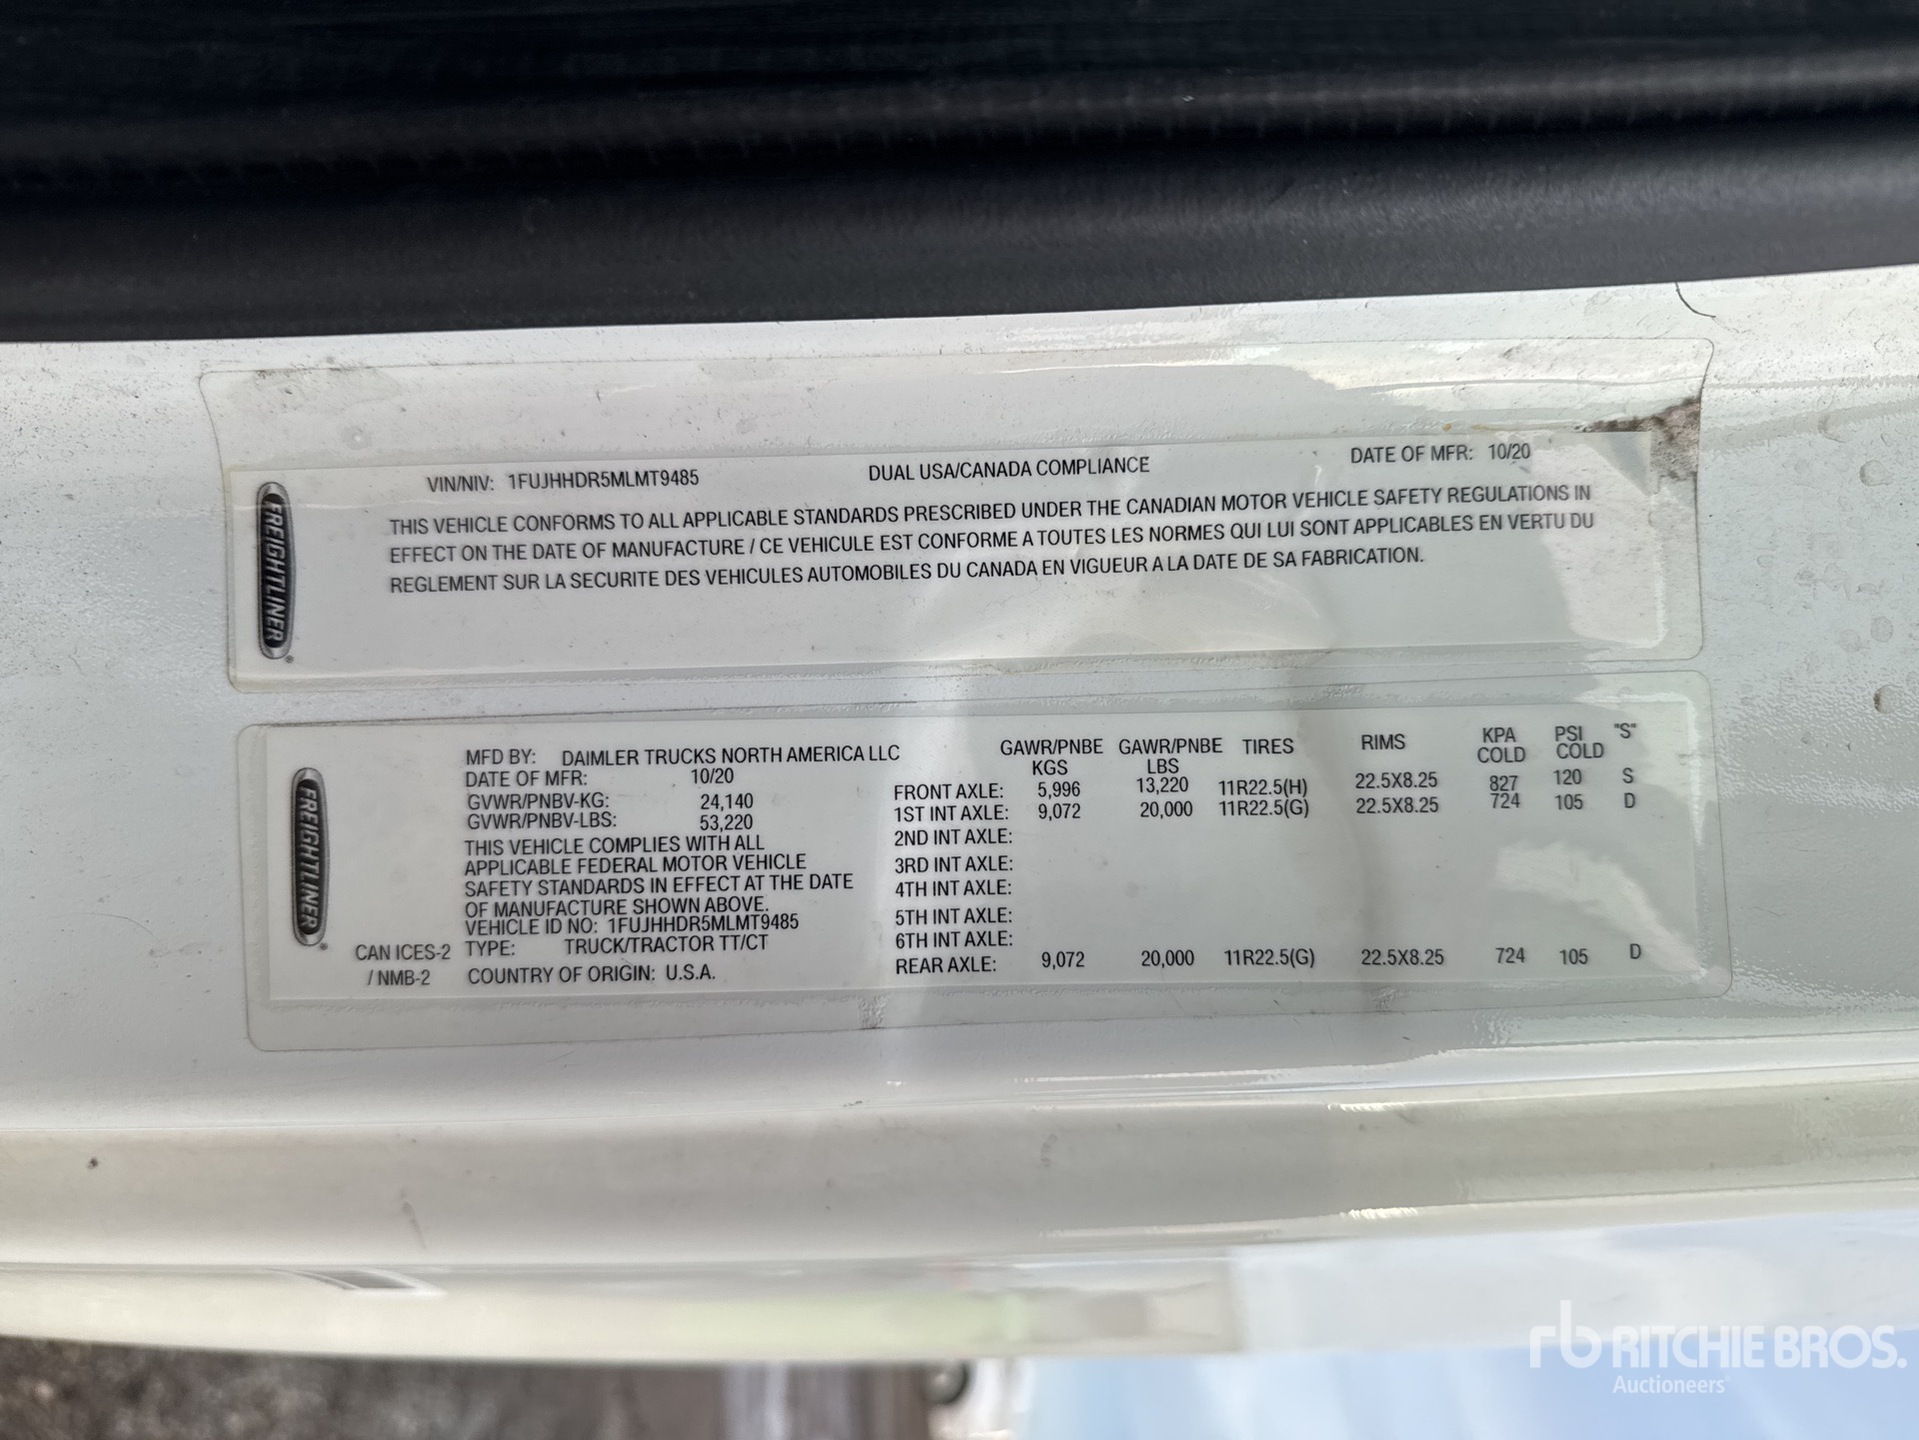 VIN/NIV: 1FUJHHDR5MLMT9485 DUAL USA/CANADA COMPLIANCE DATE OF MFR: 10/20
THIS VEHICLE CONFORMS TO ALL APPLICABLE STANDARDS PRESCRIBED UNDER THE CANADIAN MOTOR VEHICLE SAFETY REGULATIONS IN
EFFECT ON THE DATE OF MANUFACTURE / CE VEHICULE EST CONFORME A TOUTES LES NORMES QUI LUI SONT APPLICABLES EN VERTU DU
REGLEMENT SUR LA SECURITE DES VEHICULES AUTOMOBILES DU CANADA EN VIGUEUR A LA DATE DE SA FABRICATION.
FREIGHTLINER
FREIGHTLINER
MFD BY: DAIMLER TRUCKS NORTH AMERICA LLC
DATE OF MFR: 10/20
GVWR/PNBV-KG: 24,140
GVWR/PNBV-LBS: 53,220
THIS VEHICLE COMPLIES WITH ALL
APPLICABLE FEDERAL MOTOR VEHICLE
SAFETY STANDARDS IN EFFECT AT THE DATE
OF MANUFACTURE SHOWN ABOVE.
VEHICLE ID NO: 1FUJHHDR5MLMT9485
TYPE: TRUCK/TRACTOR TT/CT
COUNTRY OF ORIGIN: U.S.A.
CAN ICES-2
/ NMB-2
GAWR/PNBE GAWR/PNBE TIRES RIMS KPA PSI "S"
KGS LBS COLD COLD
FRONT AXLE: 5,996 13,220 11R22.5(H) 22.5X8.25 827 120 S
1ST INT AXLE: 9,072 20,000 11R22.5(G) 22.5X8.25 724 105 D
2ND INT AXLE:
3RD INT AXLE:
4TH INT AXLE:
5TH INT AXLE:
6TH INT AXLE:
REAR AXLE: 9,072 20,000 11R22.5(G) 22.5X8.25 724 105 D
rb RITCHIE BROS.
Auctioneers